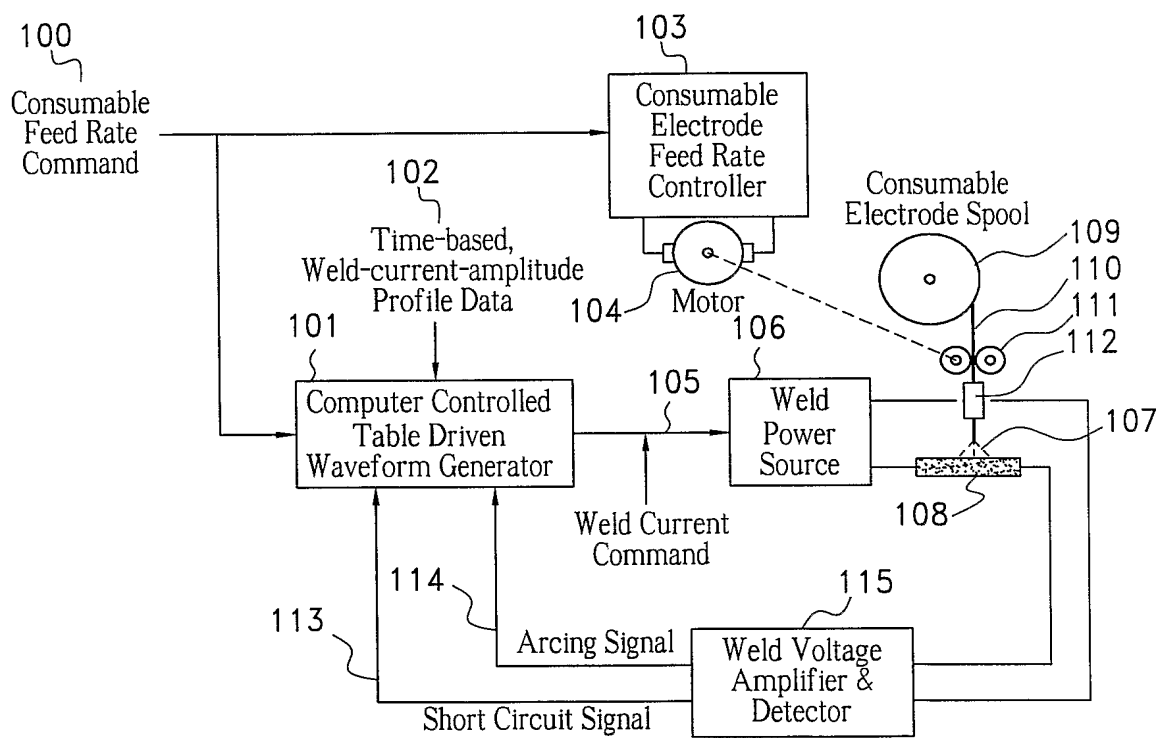 100
Consumable
Feed Rate
Command
103
Consumable
Electrode
Feed Rate
Controller
102
Time-based,
Weld-current-amplitude
Profile Data
104
Motor
Consumable
Electrode Spool
109
110
111
112
101
Computer Controlled
Table Driven
Waveform Generator
105
106
Weld
Power
Source
107
108
Weld Current
Command
113
114
Arcing Signal
Short Circuit Signal
115
Weld Voltage
Amplifier &
Detector